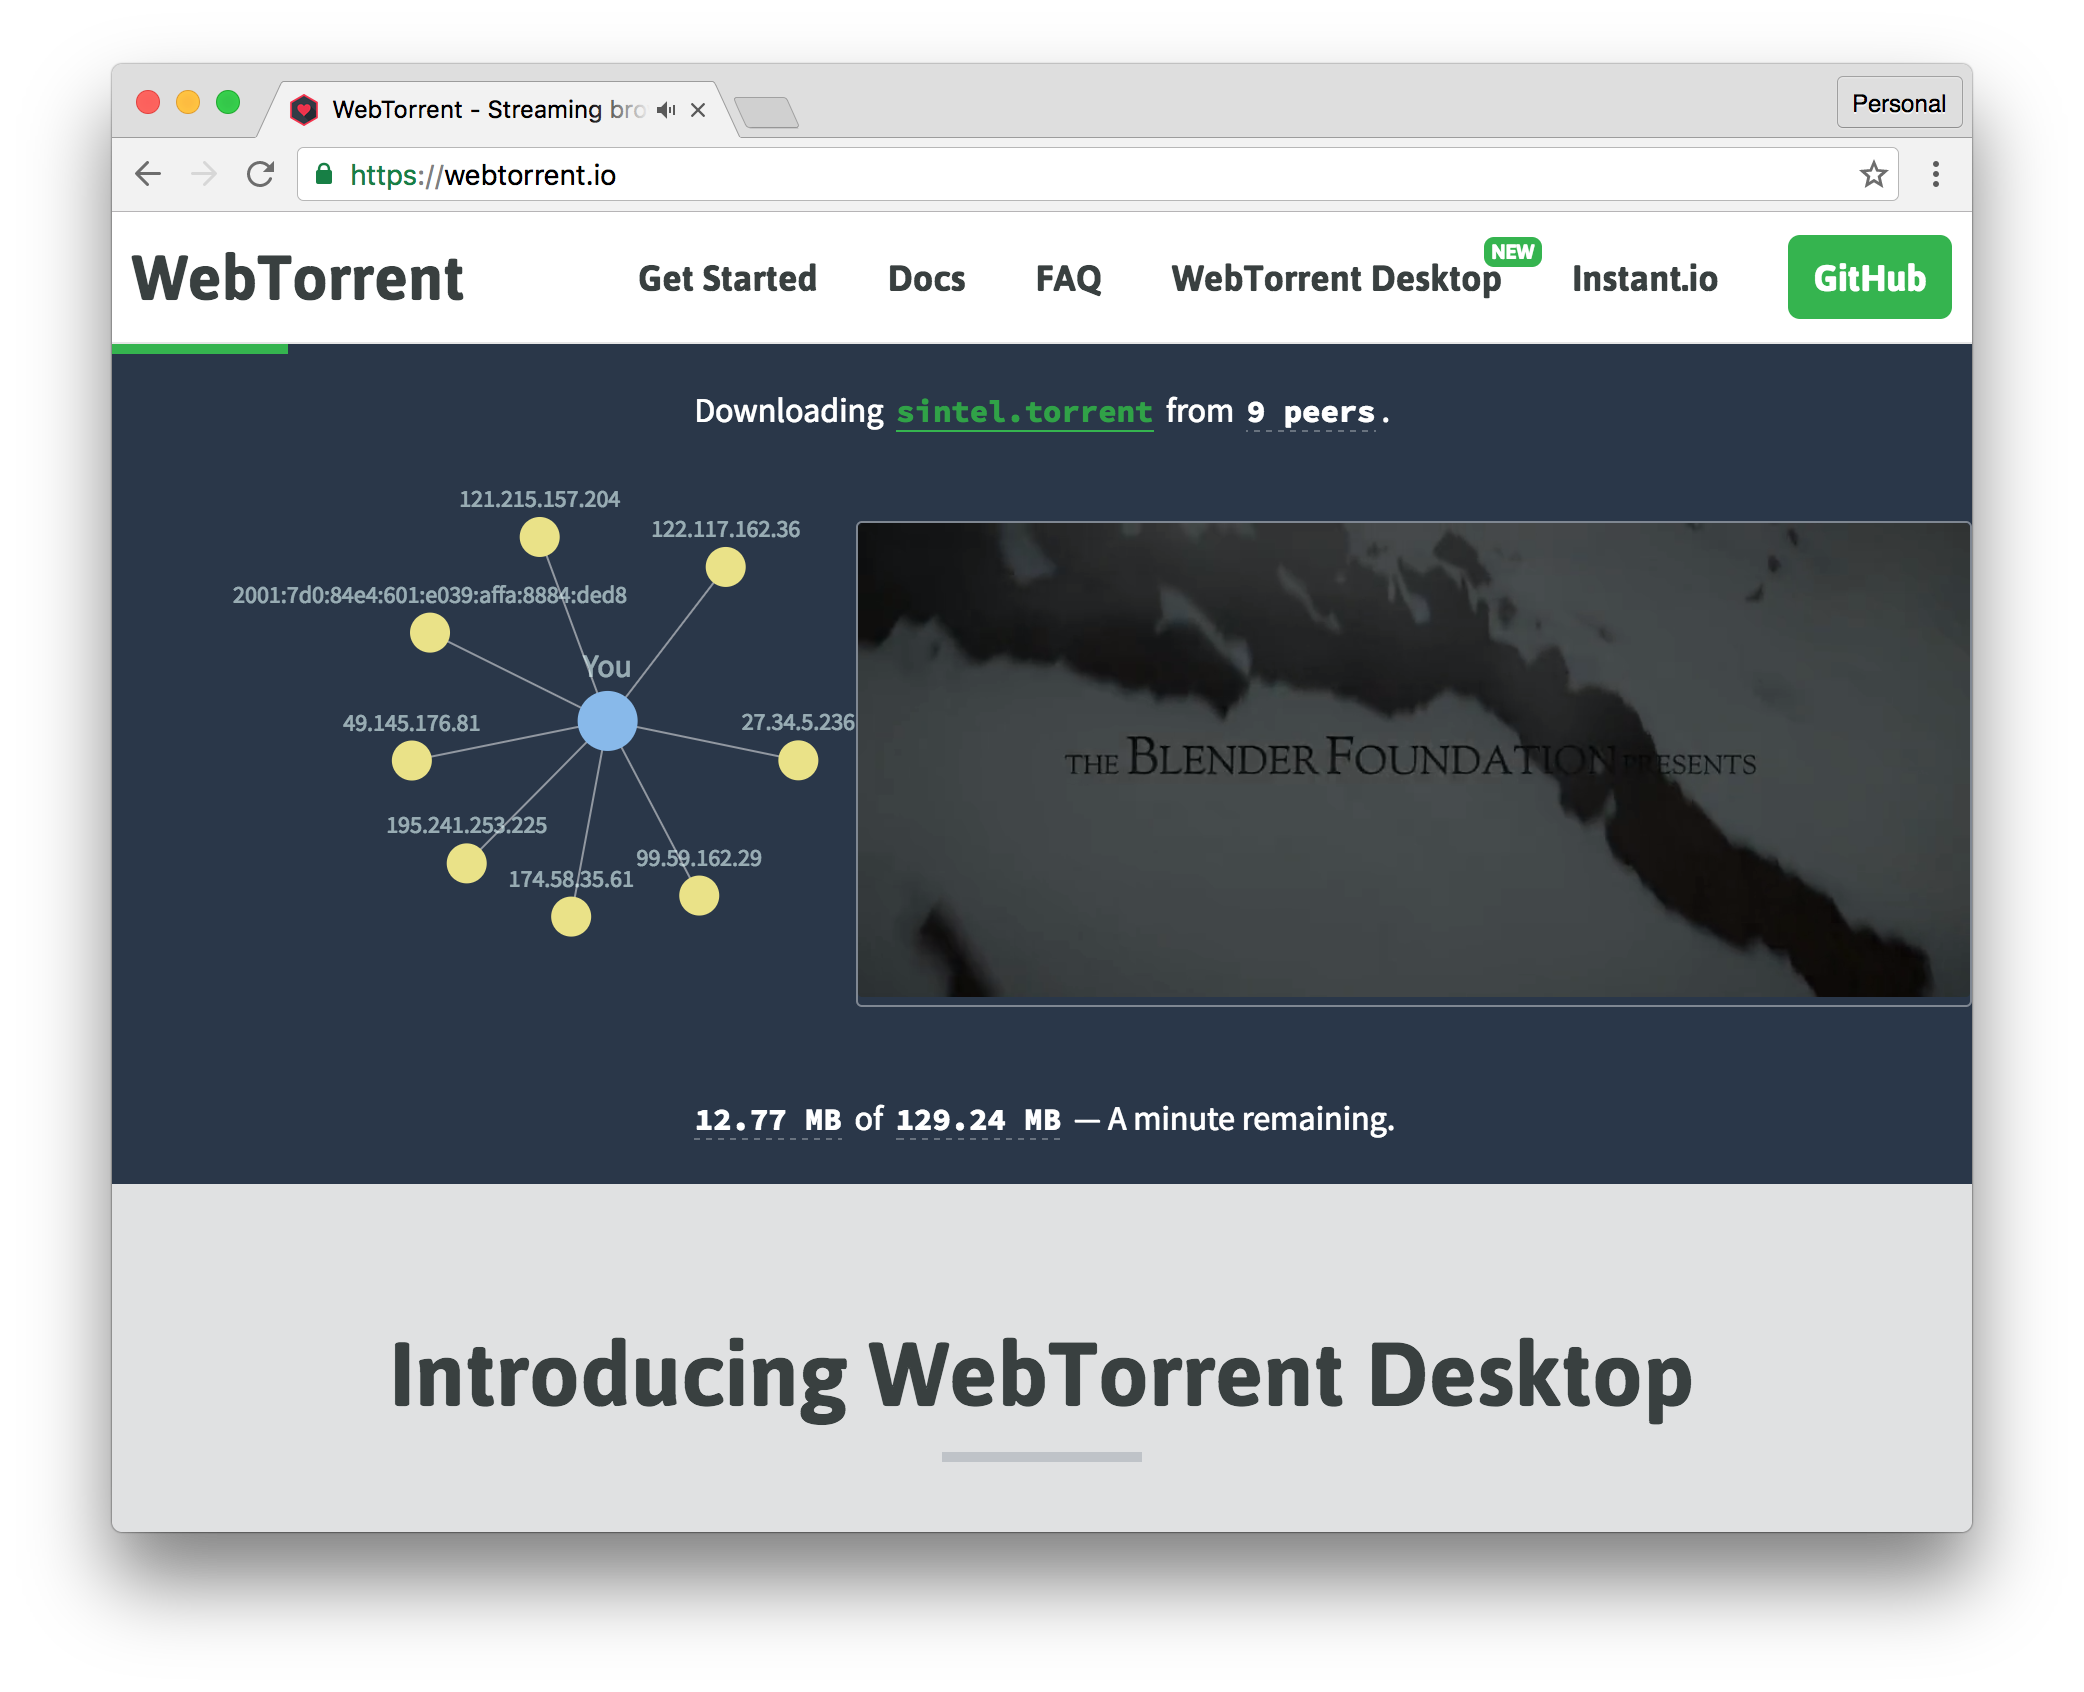 WebTorrent - Streaming bro
Personal
https://webtorrent.io
WebTorrent
Get Started
Docs
FAQ
WebTorrent Desktop
NEW
Instant.io
GitHub
Downloading sintel.torrent from 9 peers.
121.215.157.204
122.117.162.36
2001:7d0:84e4:601:e039:affa:8884:ded8
You
49.145.176.81
27.34.5.236
195.241.253.225
99.59.162.29
174.58.35.61
THE BLENDER FOUNDATION PRESENTS
12.77 MB of 129.24 MB — A minute remaining.
Introducing WebTorrent Desktop